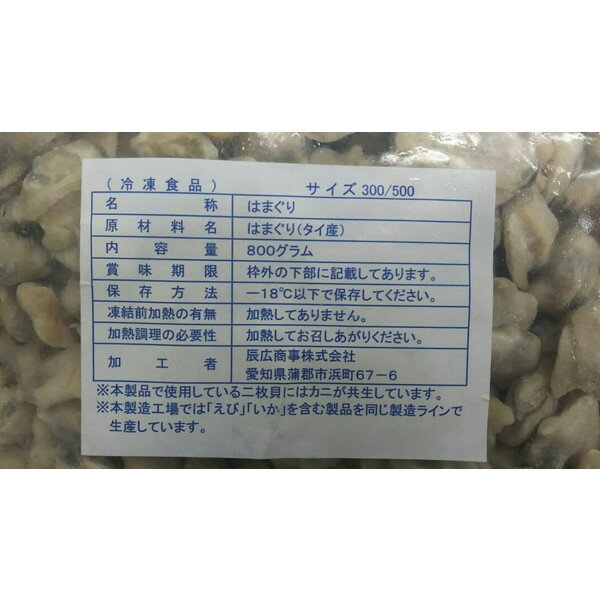 (冷凍食品) サイズ 300/500
名称 はまぐり
原材料名 はまぐり(タイ産)
内容量 800グラム
賞味期限 枠外の下部に記載してあります。
保存方法 −18℃以下で保存してください。
凍結前加熱の有無 加熱してありません。
加熱調理の必要性 加熱してお召しあがりください。
加工者 辰広商事株式会社
愛知県蒲郡市浜町67-6
※本製品で使用している二枚貝にはカニが共生しています。
※本製造工場では「えび」「いか」を含む製品を同じ製造ラインで
生産しています。